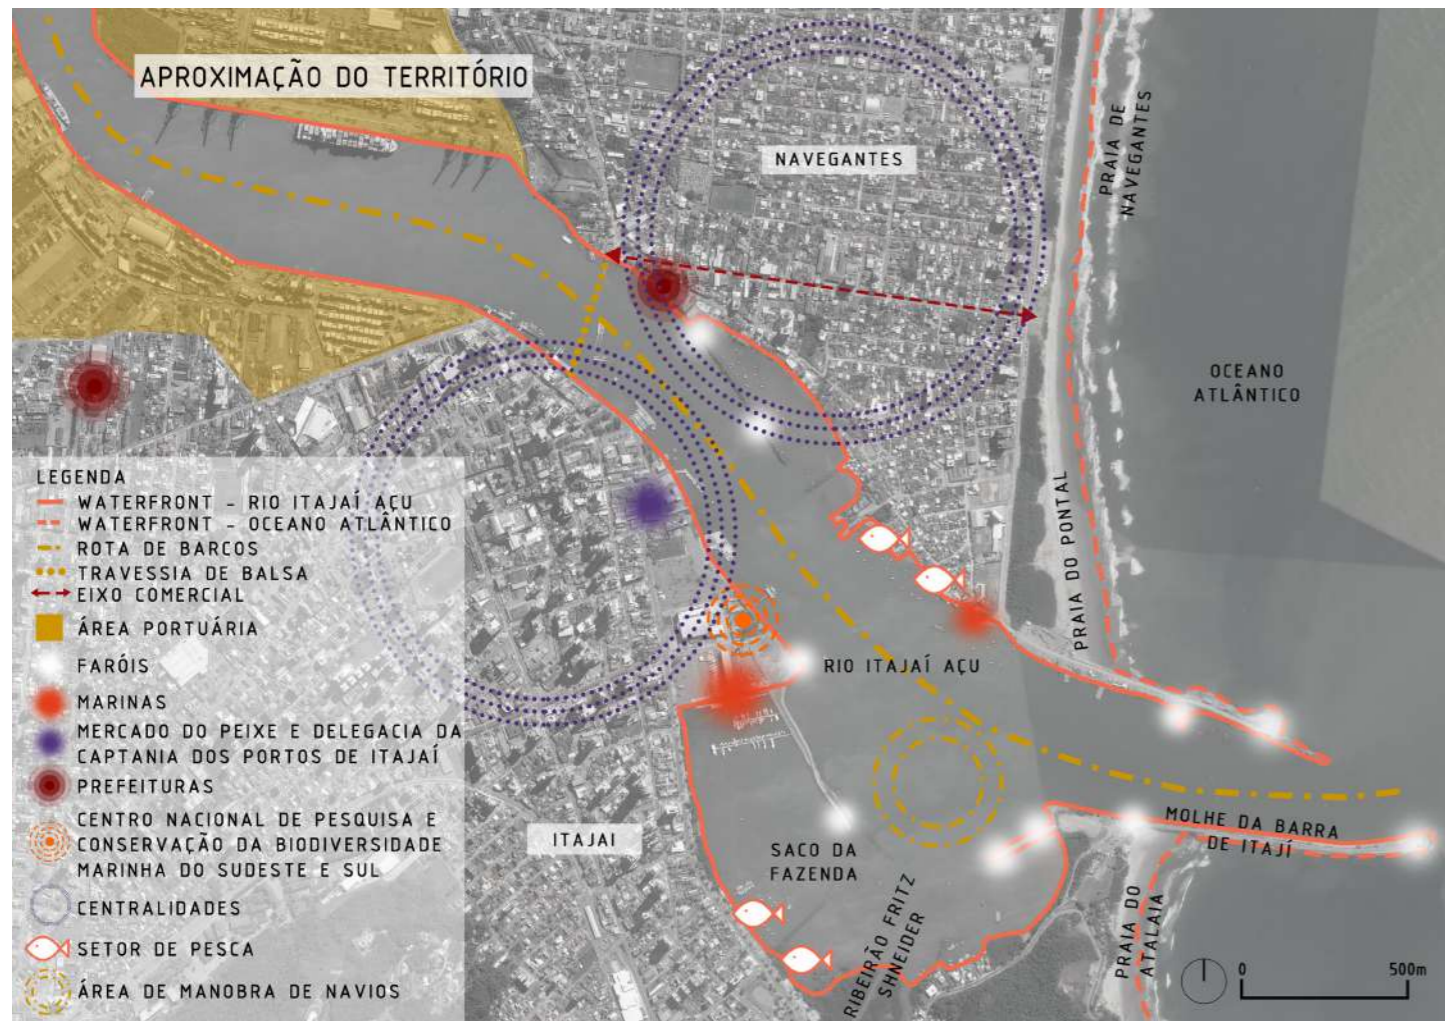 APROXIMAÇÃO DO TERRITÓRIO
NAVEGANTES
PRAIA DE
NAVEGANTES
OCEANO
ATLÂNTICO
PRAIA DO PONTAL
RIO ITAJAÍ AÇU
MOLHE DA BARRA
DE ITAJÍ
ITAJAI
SACO DA
FAZENDA
RIBEIRÃO FRITZ
SHNEIDER
PRAIA DO
ATALAIA
0 500m
LEGENDA
WATERFRONT - RIO ITAJAÍ AÇU
WATERFRONT - OCEANO ATLÂNTICO
ROTA DE BARCOS
TRAVESSIA DE BALSA
EIXO COMERCIAL
ÁREA PORTUÁRIA
FARÓIS
MARINAS
MERCADO DO PEIXE E DELEGACIA DA
CAPTANIA DOS PORTOS DE ITAJAÍ
PREFEITURAS
CENTRO NACIONAL DE PESQUISA E
CONSERVAÇÃO DA BIODIVERSIDADE
MARINHA DO SUDESTE E SUL
CENTRALIDADES
SETOR DE PESCA
ÁREA DE MANOBRA DE NAVIOS